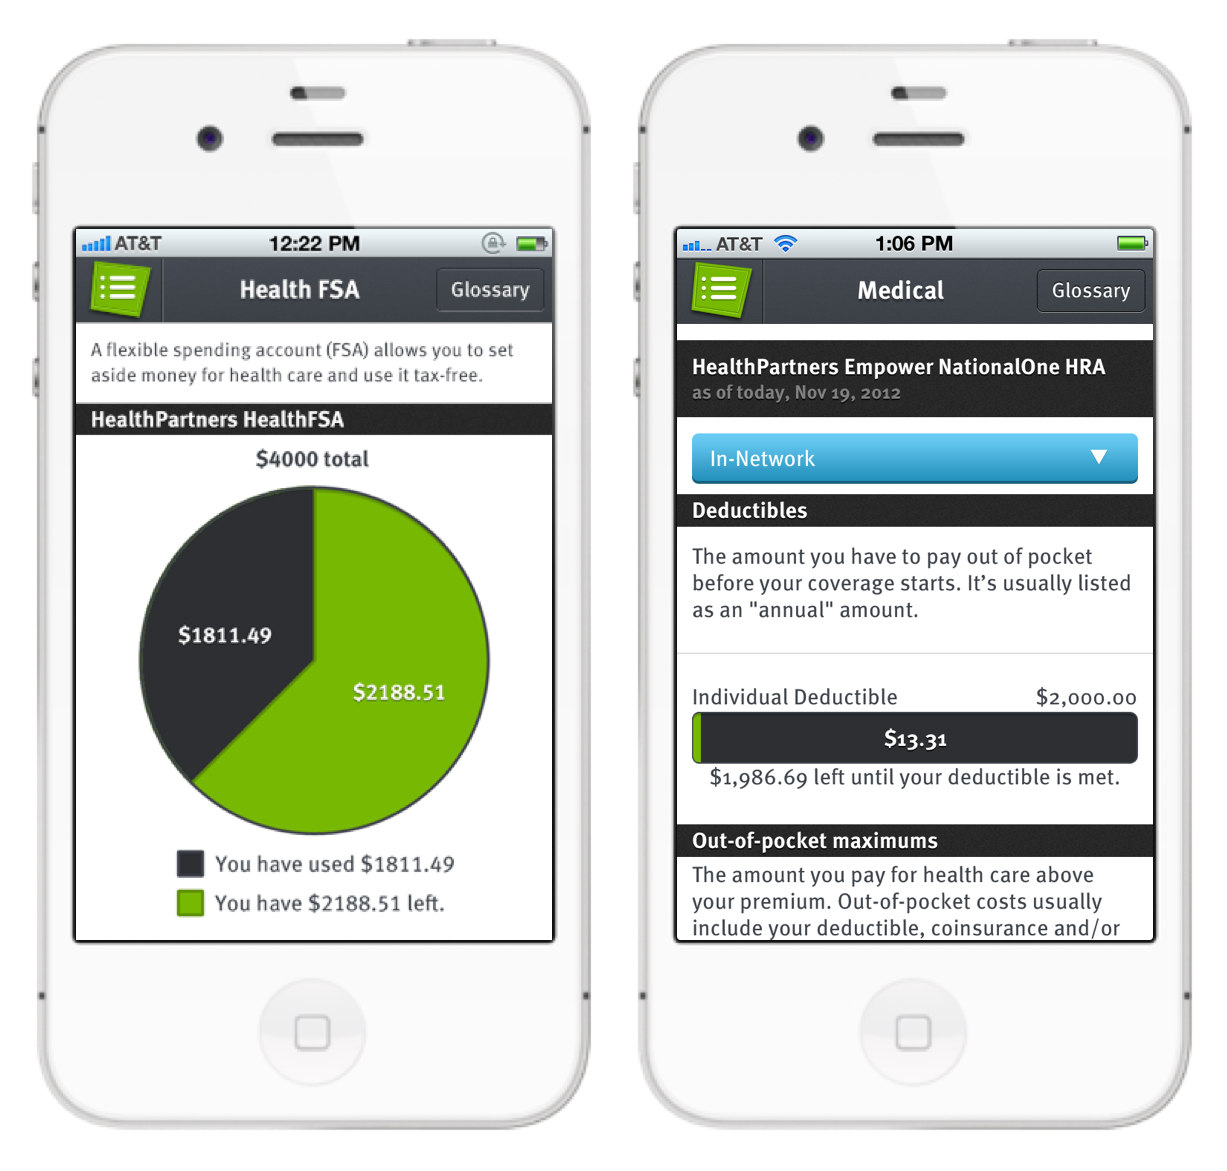 AT&T 12:22 PM
Health FSA Glossary
A flexible spending account (FSA) allows you to set
aside money for health care and use it tax-free.
HealthPartners HealthFSA
$4000 total
$1811.49
$2188.51
You have used $1811.49
You have $2188.51 left.
AT&T 1:06 PM
Medical Glossary
HealthPartners Empower NationalOne HRA
as of today, Nov 19, 2012
In-Network
Deductibles
The amount you have to pay out of pocket
before your coverage starts. It’s usually listed
as an "annual" amount.
Individual Deductible $2,000.00
$13.31
$1,986.69 left until your deductible is met.
Out-of-pocket maximums
The amount you pay for health care above
your premium. Out-of-pocket costs usually
include your deductible, coinsurance and/or